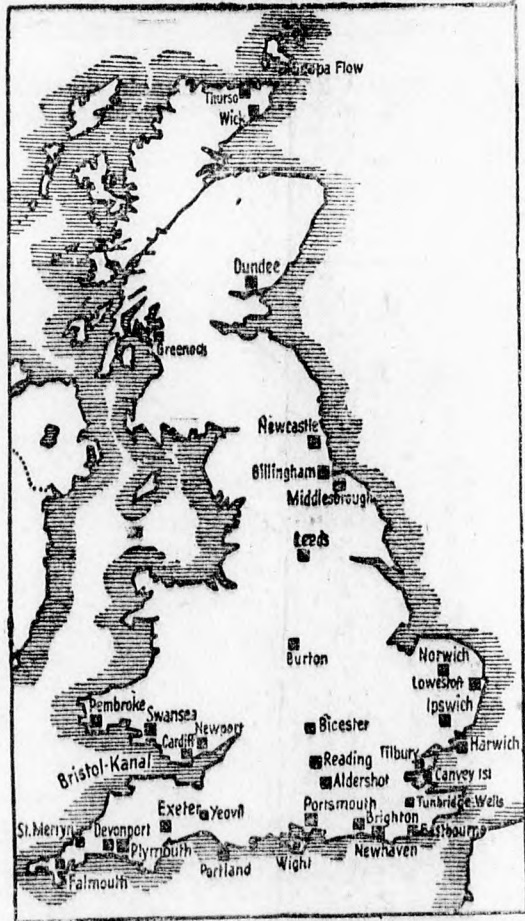 Scapa Flow
Thurso
Wick
Dundee
Greenock
Newcastle
Billingham
Middlesbrough
Leeds
Burton
Norwich
Lowestoft
Ipswich
Harwich
Pembroke
Swansea
Newport
Cardiff
Bicester
Reading
Aldershot
Tilbury
Canvey Isl
Tunbridge-Wells
Bristol-Kanal
Exeter
Yeovil
Portsmouth
Brighton
Eastbourne
St. Merryn
Devonport
Plymouth
Portland
Wight
Newhaven
Falmouth